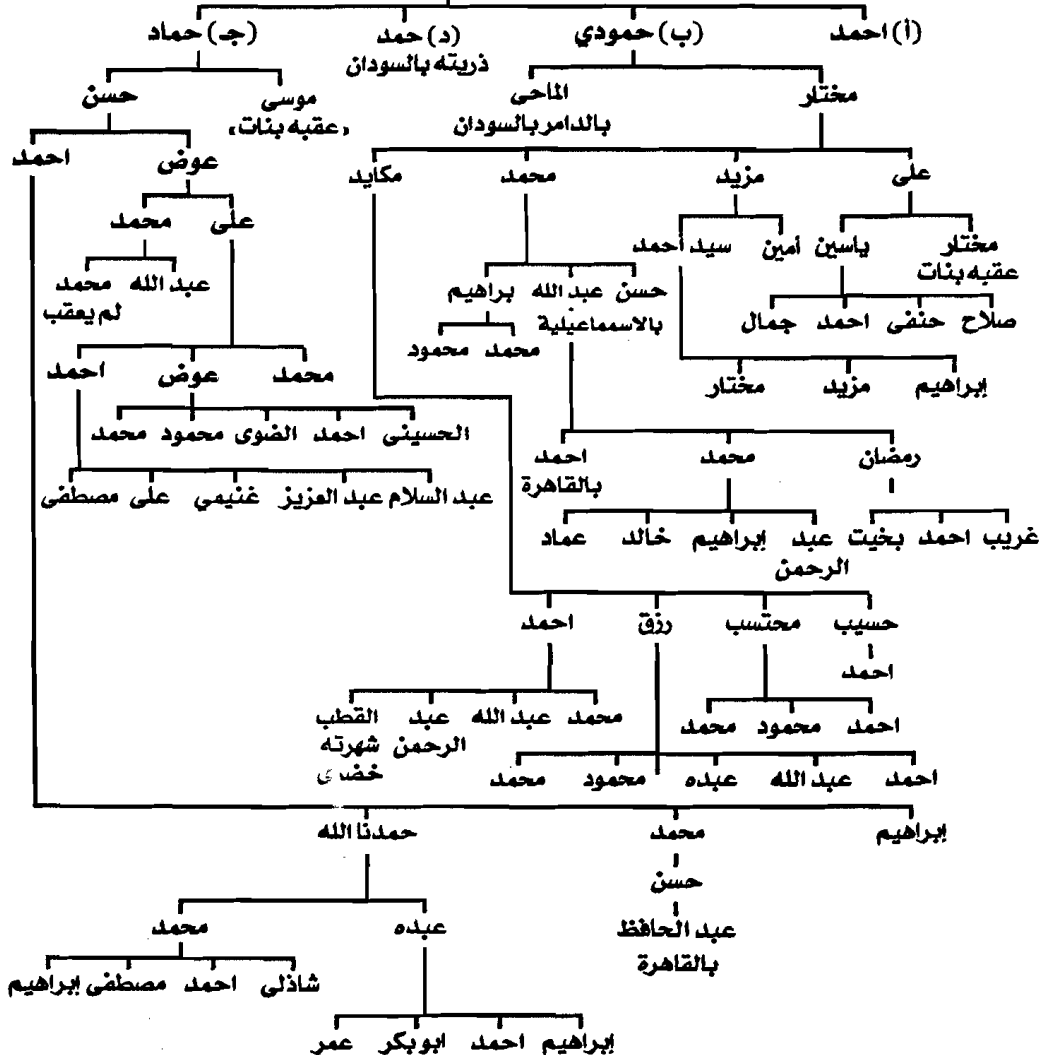 (أ) احمد (ب) حمودي (د) حمد (جـ) حماد
ذريته بالسودان
مختار الماحى موسى حسن
بالدامر بالسودان ،عقبه بنات،
على مزيد محمد مكايد عوض احمد
مختار ياسين أمين سيد احمد على محمد
عقبه بنات
حسن عبد الله براهيم عبد الله محمد
بالاسمماعيلية لم يعقب
صلاح حنفى احمد جمال محمد محمود
إبراهيم مزيد مختار محمد عوض احمد
الحسينى احمد الضوى محمود محمد
رمضان محمد احمد
بالقاهرة
عبد السلام عبد العزيز غنيمي على مصطفى
غريب احمد بخيت عبد إبراهيم خالد عماد
الرحمن
حسيب محتسب رزق احمد
احمد
احمد محمود محمد محمد عبد الله عبد القطب
الرحمن شهرته
احمد عبد الله عبده محمود محمد
إبراهيم محمد حمدنا الله
حسن
عبد الحافظ عبده محمد
بالقاهرة
شاذلى احمد مصطفى إبراهيم
إبراهيم احمد ابوبكر عمر